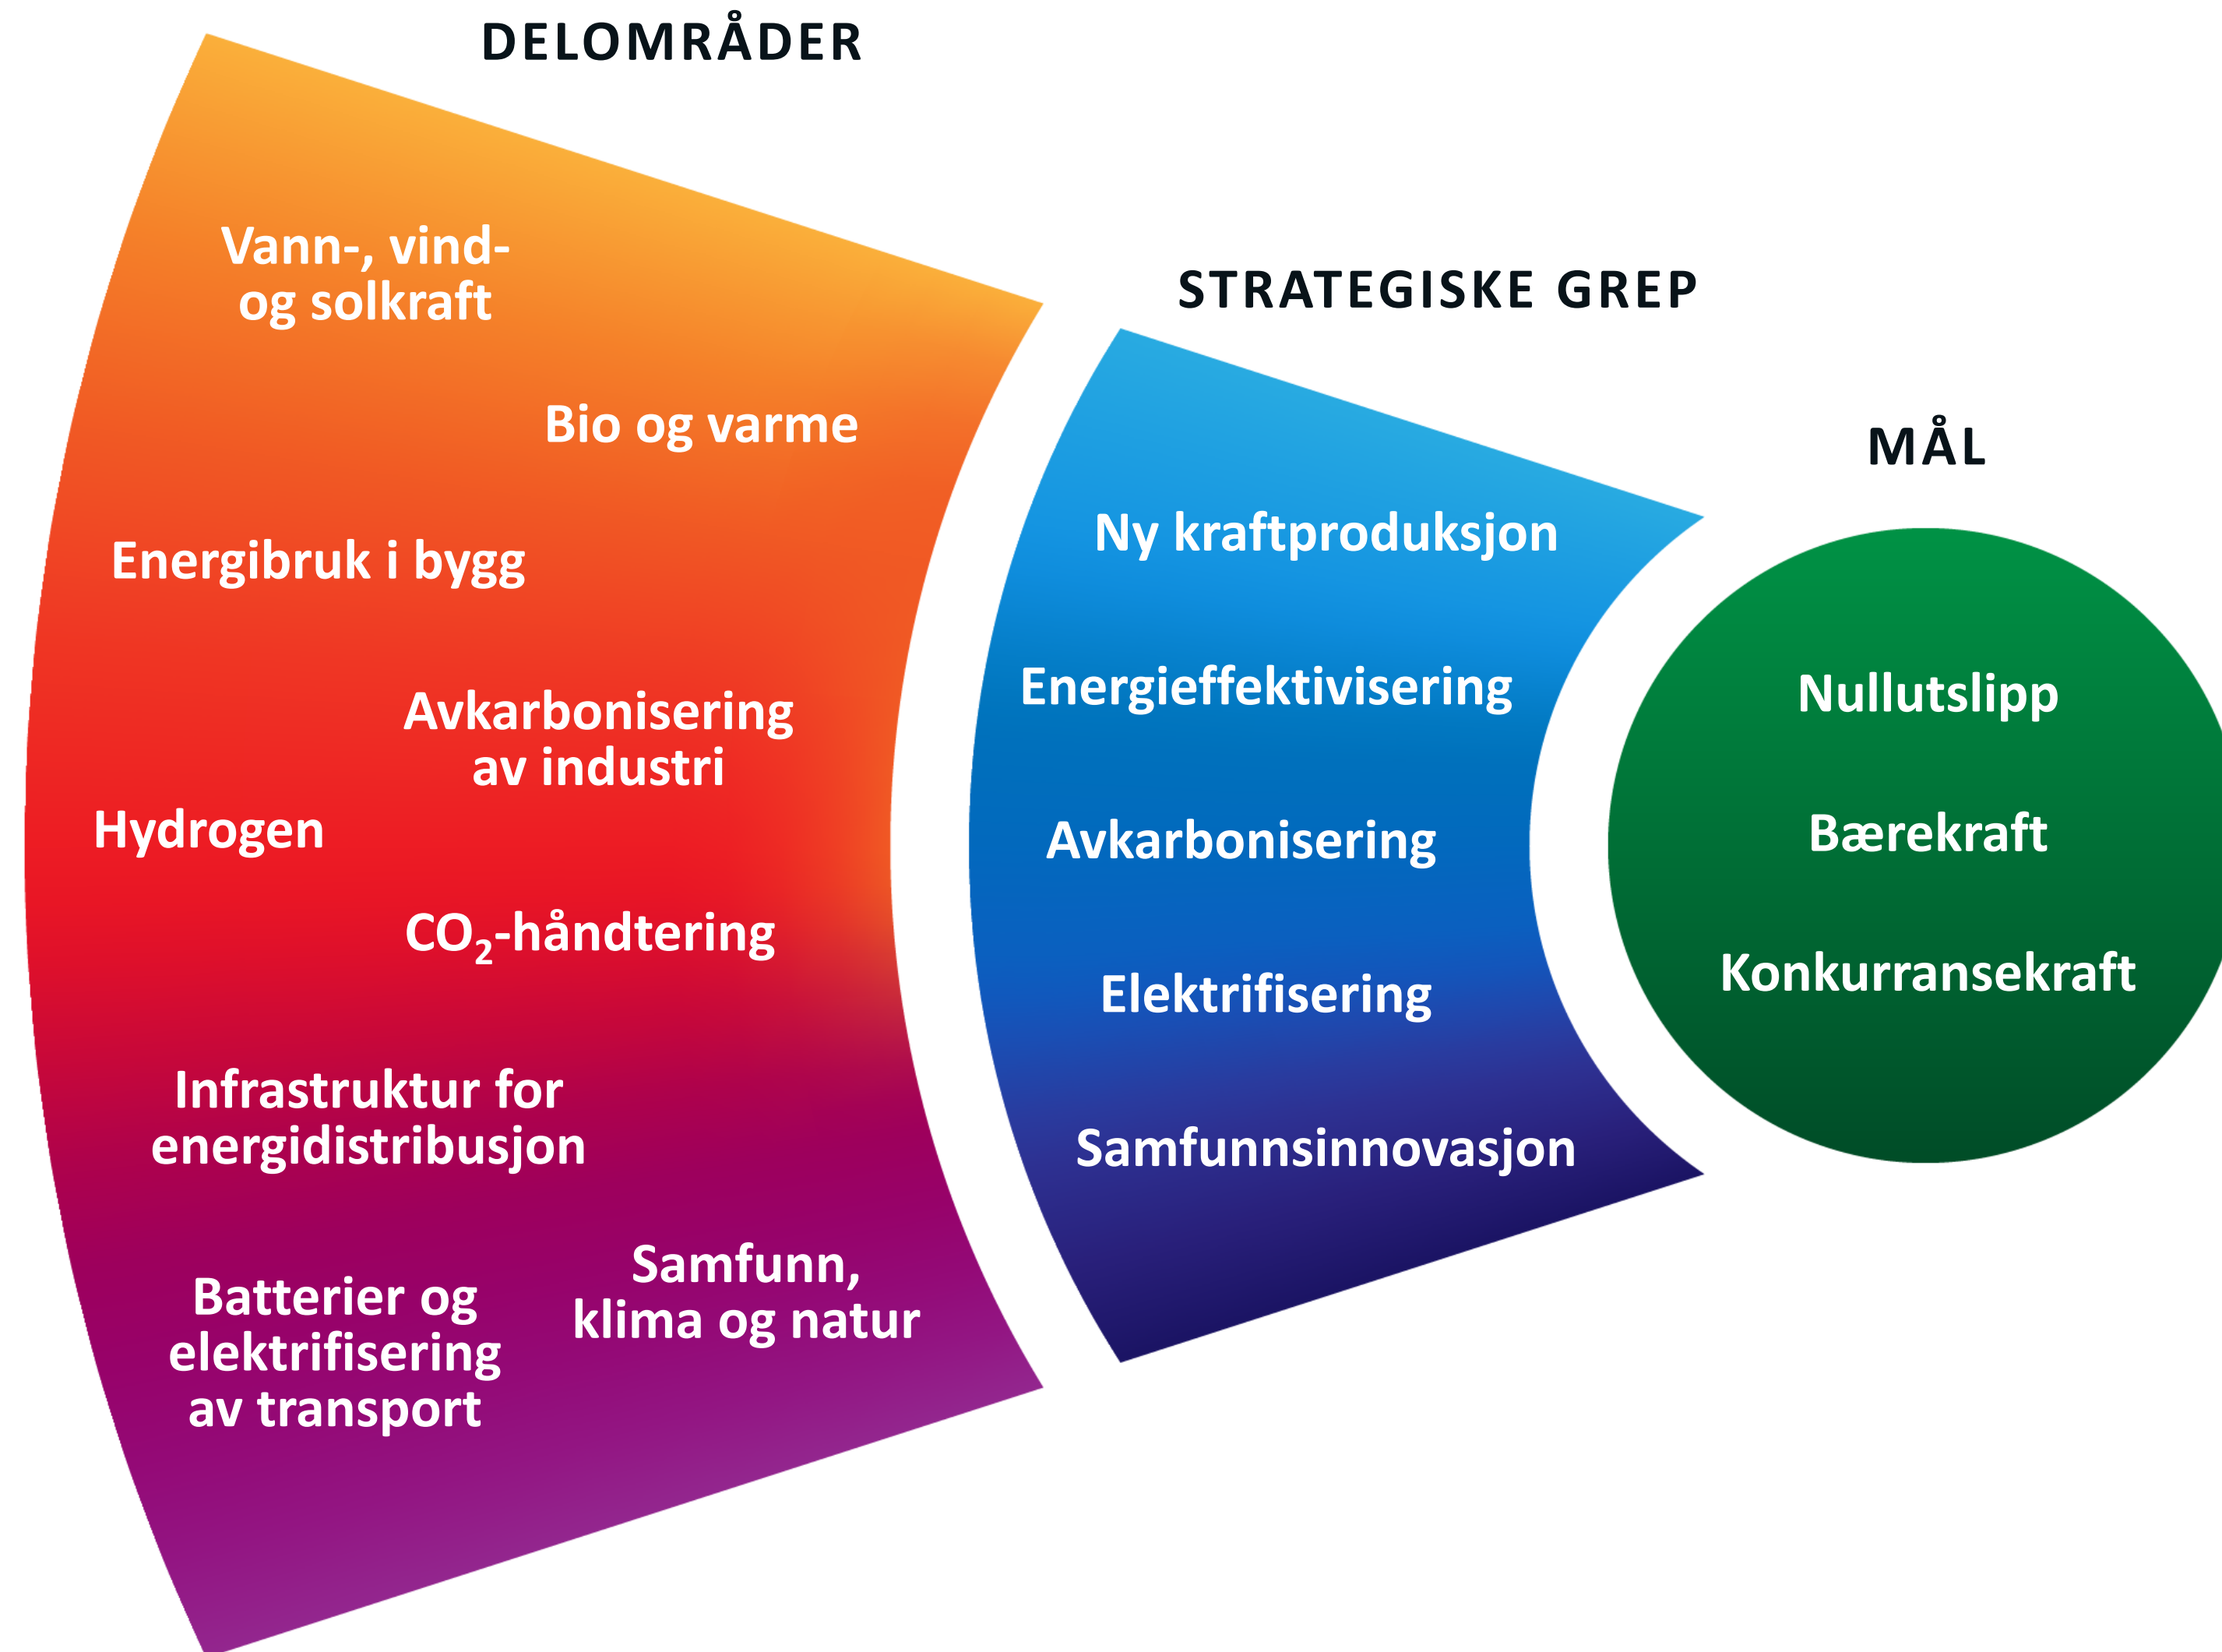 DELOMRÅDER
Vann-, vind-
og solkraft
Bio og varme
Energibruk i bygg
Avkarbonisering
av industri
Hydrogen
CO₂-håndtering
Infrastruktur for
energidistribusjon
Batterier og
elektrifisering
av transport
Samfunn,
klima og natur
STRATEGISKE GREP
Ny kraftproduksjon
Energieffektivisering
Avkarbonisering
Elektrifisering
Samfunnsinnovasjon
MÅL
Nullutslipp
Bærekraft
Konkurransekraft